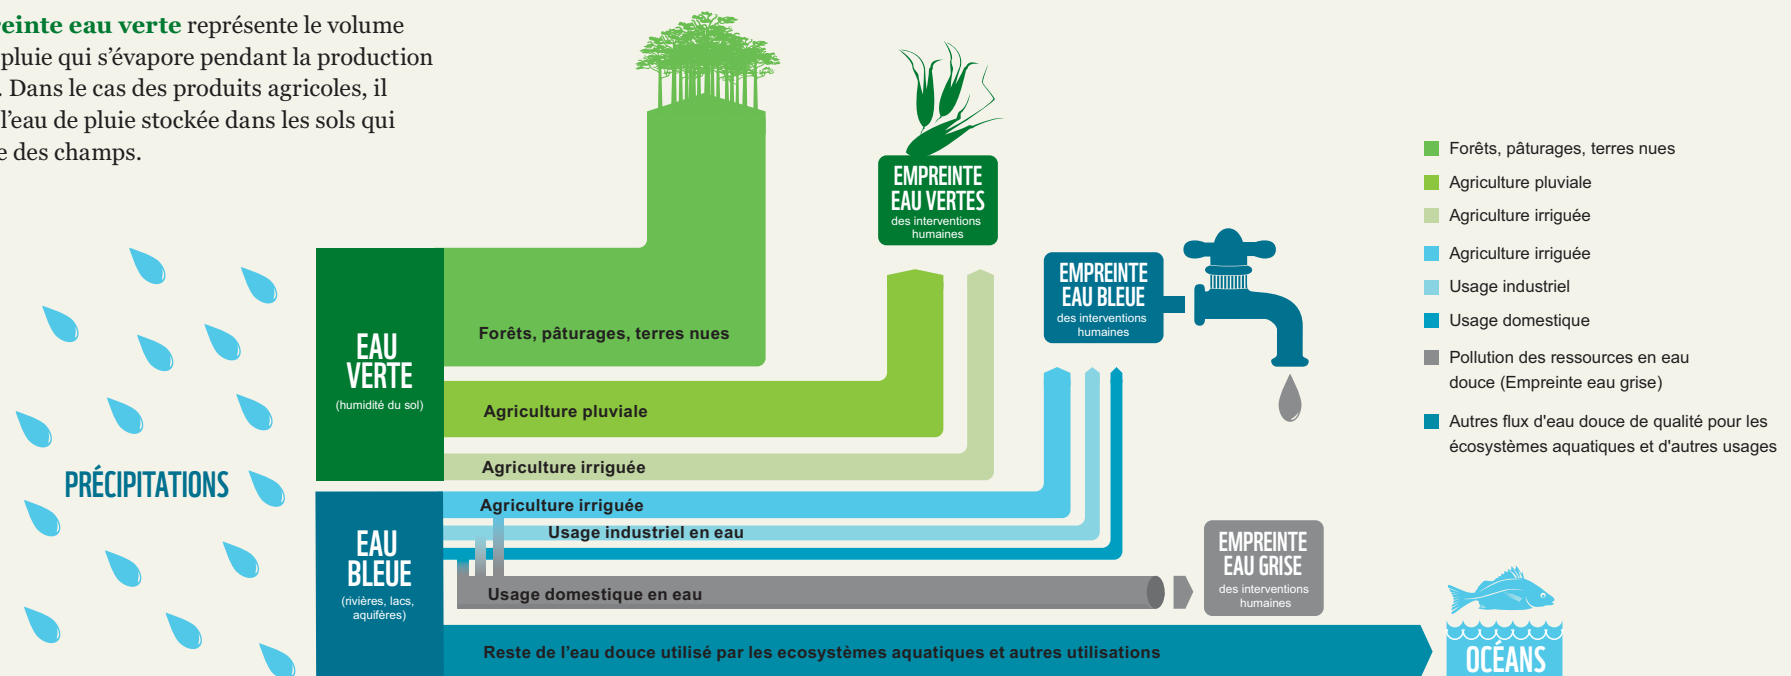 reinte eau verte représente le volume
pluie qui s’évapore pendant la production
. Dans le cas des produits agricoles, il
l’eau de pluie stockée dans les sols qui
e des champs.
EMPREINTE
EAU VERTES
des interventions
humaines
Forêts, pâturages, terres nues
Agriculture pluviale
Agriculture irriguée
Agriculture irriguée
Usage industriel
Usage domestique
Pollution des ressources en eau
douce (Empreinte eau grise)
Autres flux d'eau douce de qualité pour les
écosystèmes aquatiques et d'autres usages
EMPREINTE
EAU BLEUE
des interventions
humaines
EAU
VERTE
(humidité du sol)
Forêts, pâturages, terres nues
Agriculture pluviale
Agriculture irriguée
PRÉCIPITATIONS
EAU
BLEUE
(rivières, lacs,
aquifères)
Agriculture irriguée
Usage industriel en eau
Usage domestique en eau
EMPREINTE
EAU GRISE
des interventions
humaines
Reste de l’eau douce utilisé par les ecosystèmes aquatiques et autres utilisations
OCÉANS